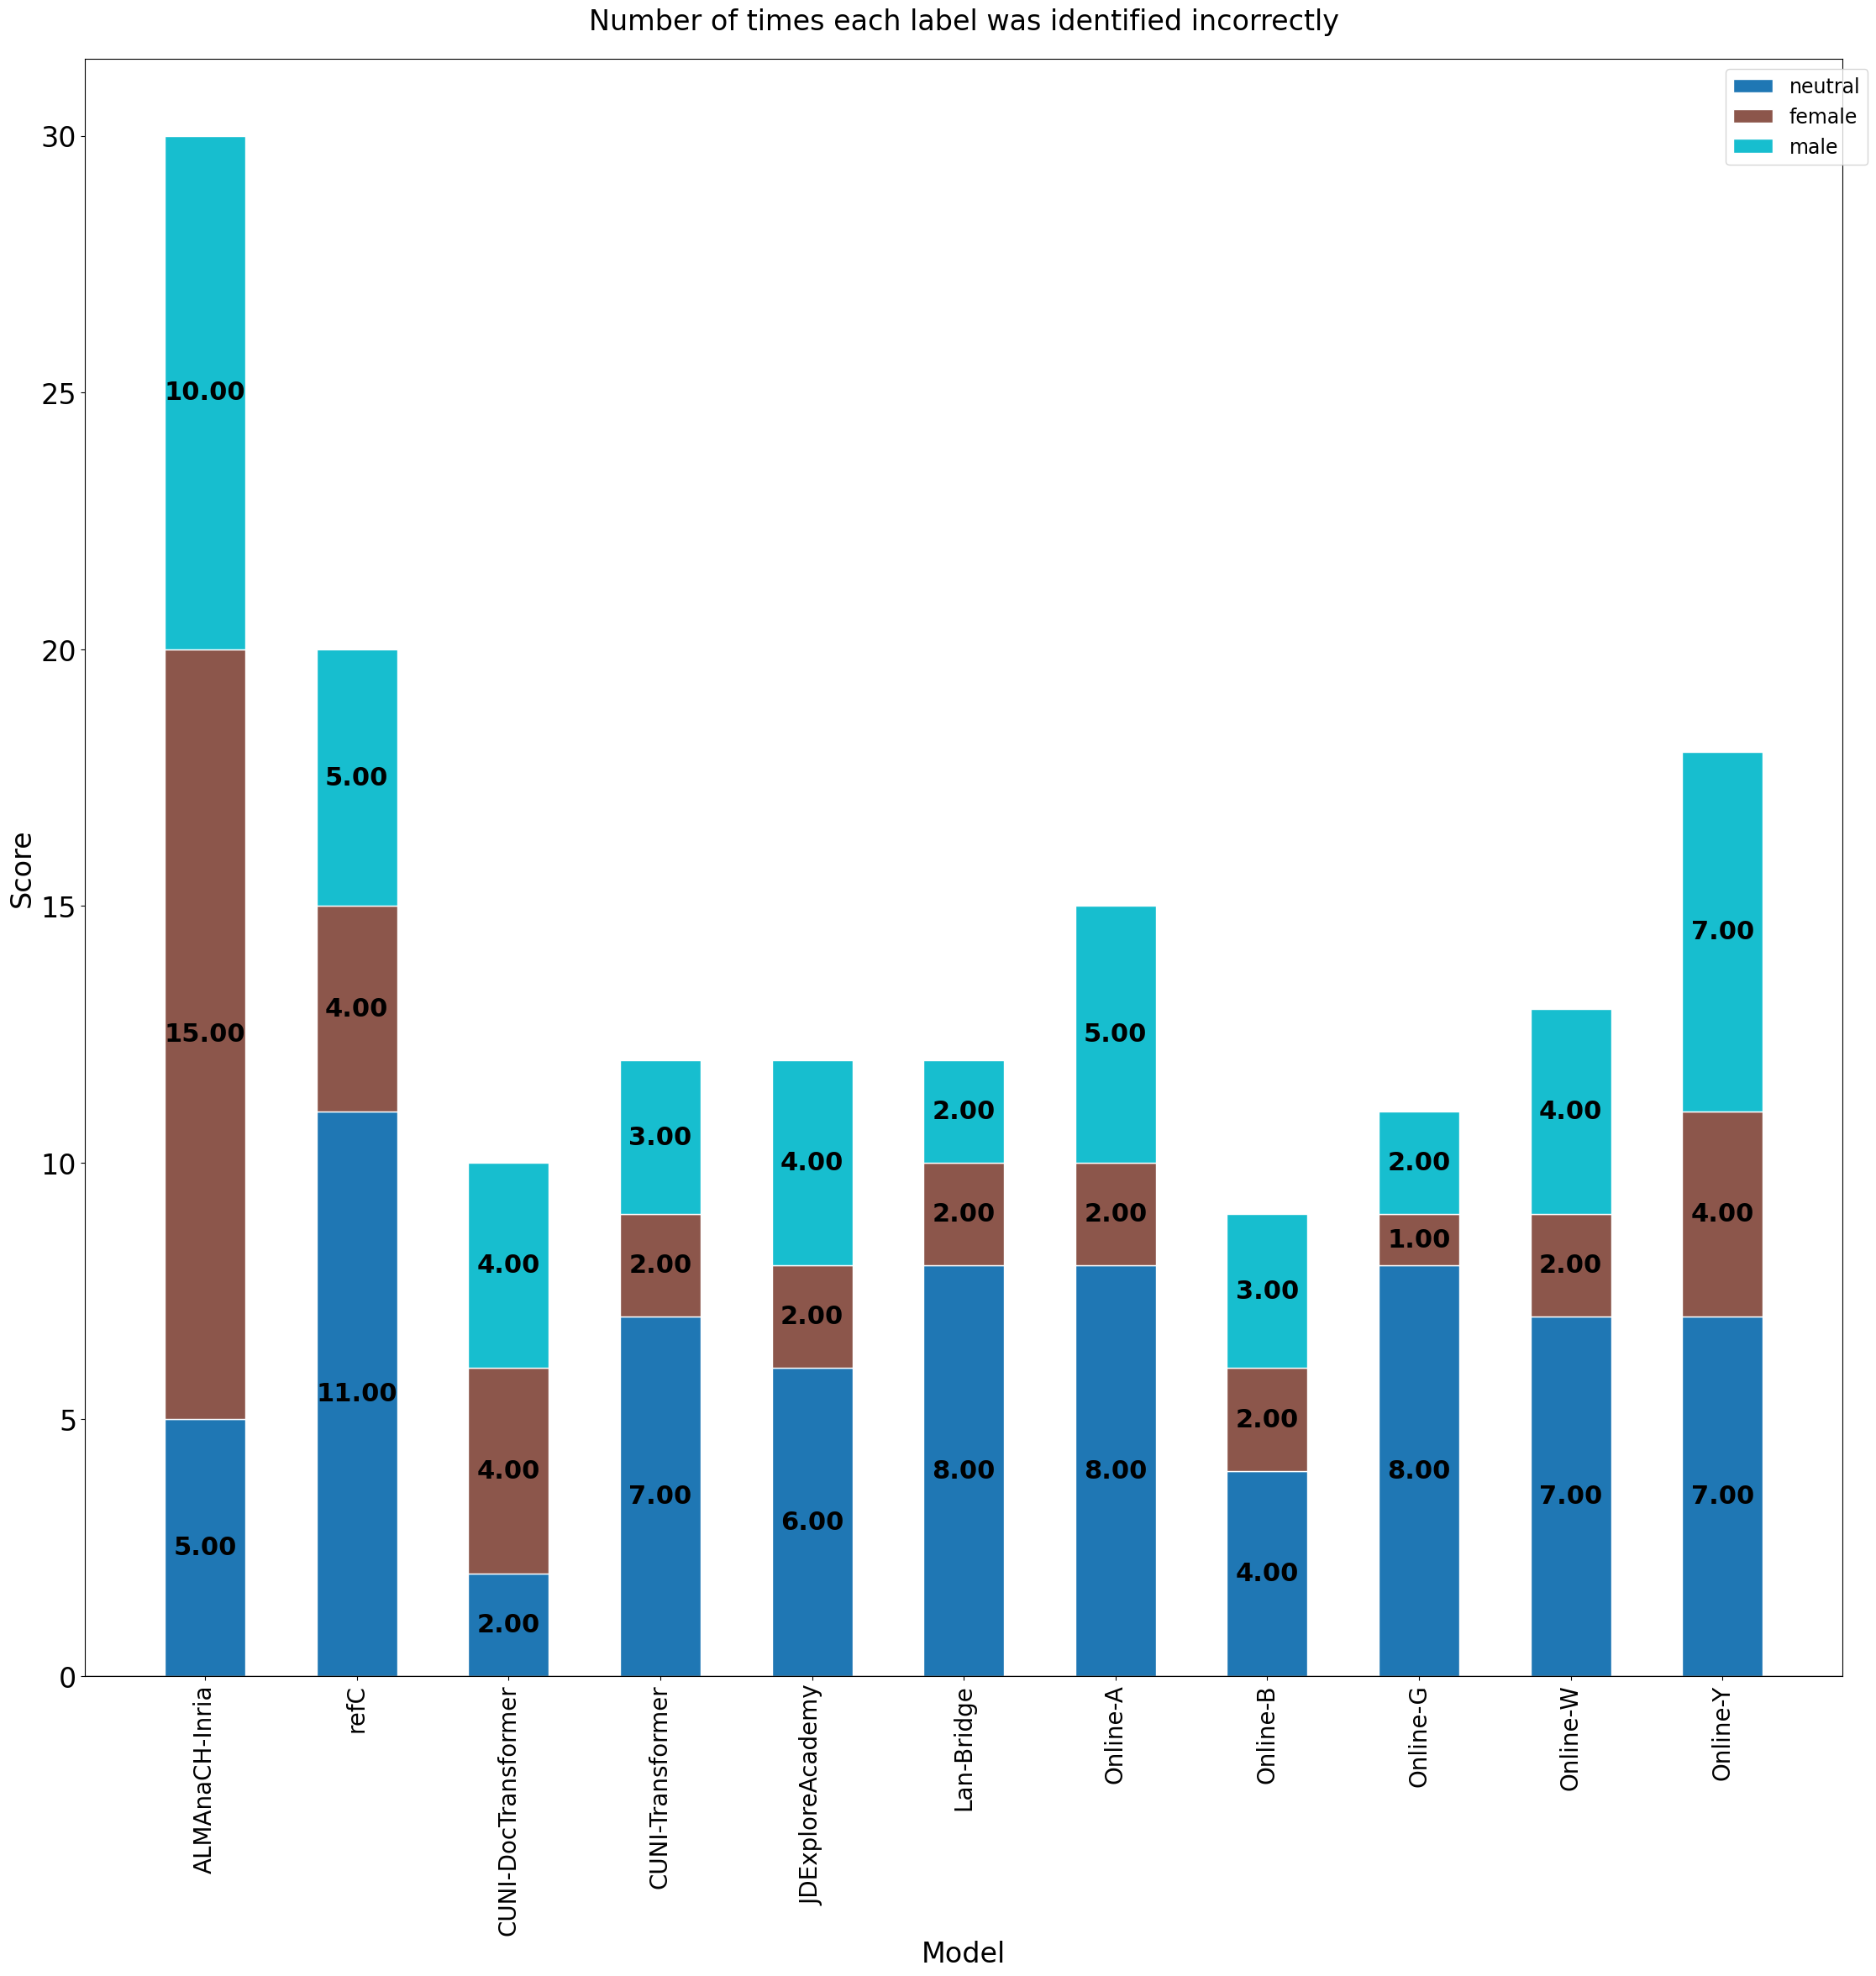 Number of times each label was identified incorrectly
neutral
female
male
Score
30
25
20
15
10
5
0
10.00
15.00
5.00
5.00
4.00
11.00
4.00
4.00
2.00
3.00
2.00
7.00
4.00
2.00
6.00
2.00
2.00
8.00
5.00
2.00
8.00
3.00
2.00
4.00
2.00
1.00
8.00
4.00
2.00
7.00
7.00
4.00
7.00
ALMAnaCH-Inria
refC
CUNI-DocTransformer
CUNI-Transformer
JDExploreAcademy
Lan-Bridge
Online-A
Online-B
Online-G
Online-W
Online-Y
Model